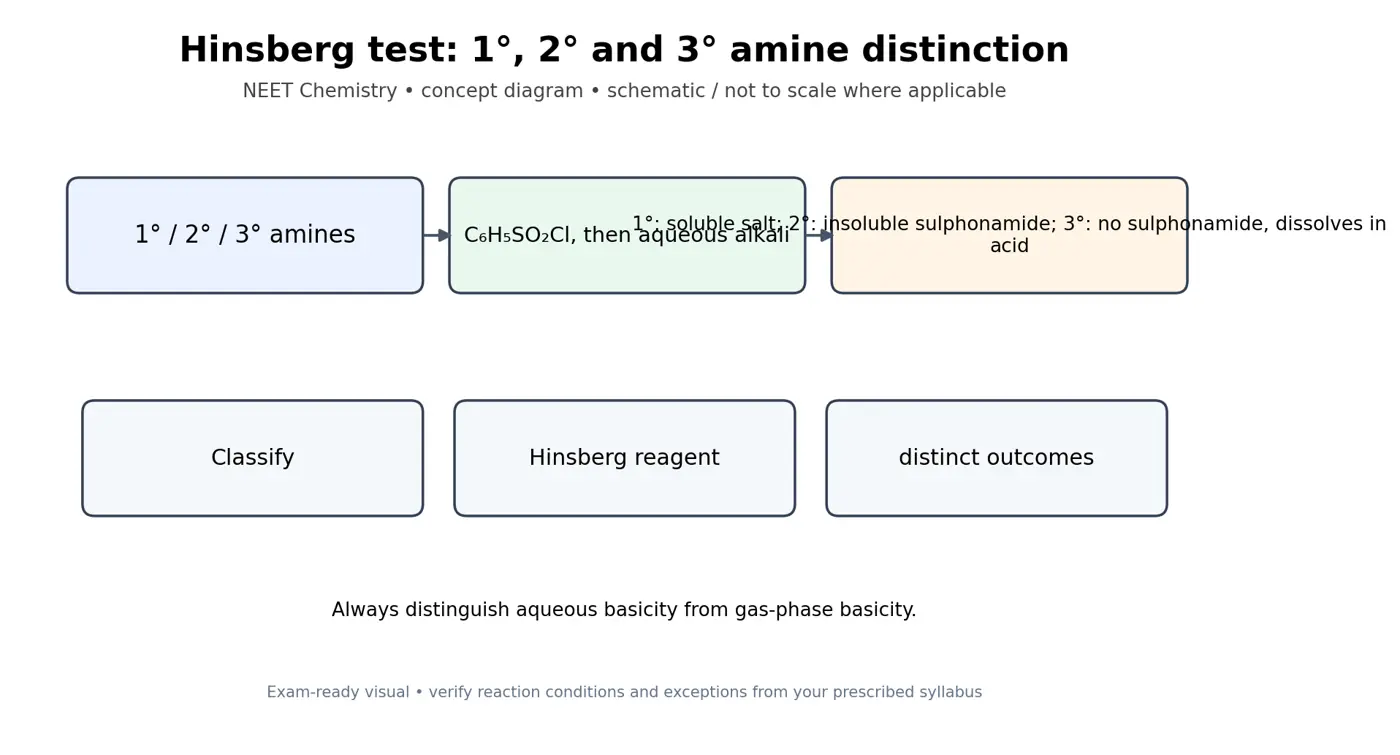 Hinsberg test: 1°, 2° and 3° amine distinction
NEET Chemistry • concept diagram • schematic / not to scale where applicable
1° / 2° / 3° amines
C₆H₅SO₂Cl, then aqueous alkali
1°: soluble salt; 2°: insoluble sulphonamide; 3°: no sulphonamide, dissolves in
acid
Classify
Hinsberg reagent
distinct outcomes
Always distinguish aqueous basicity from gas-phase basicity.
Exam-ready visual • verify reaction conditions and exceptions from your prescribed syllabus